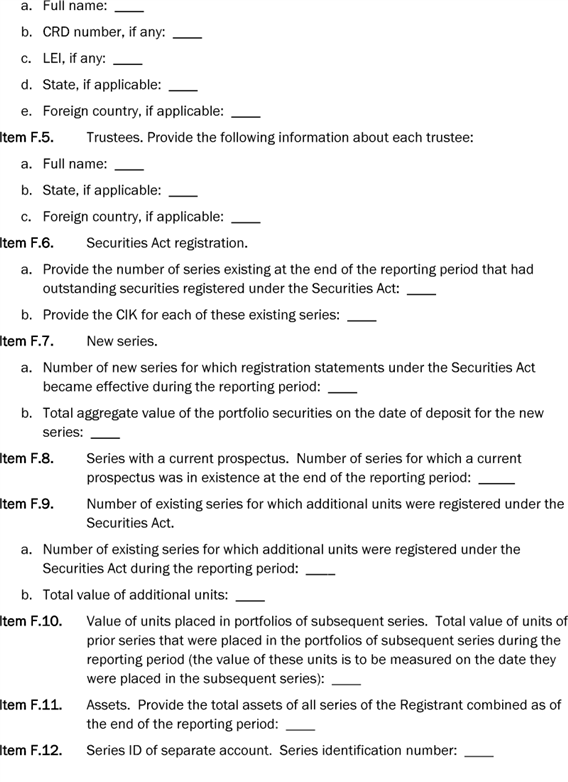 a. Full name: ____
b. CRD number, if any: ____
c. LEI, if any: ____
d. State, if applicable: ____
e. Foreign country, if applicable: ____
Item F.5. Trustees. Provide the following information about each trustee:
a. Full name: ____
b. State, if applicable: ____
c. Foreign country, if applicable: ____
Item F.6. Securities Act registration.
a. Provide the number of series existing at the end of the reporting period that had
outstanding securities registered under the Securities Act: ____
b. Provide the CIK for each of these existing series: ____
Item F.7. New series.
a. Number of new series for which registration statements under the Securities Act
became effective during the reporting period: ____
b. Total aggregate value of the portfolio securities on the date of deposit for the new
series: ____
Item F.8. Series with a current prospectus. Number of series for which a current
prospectus was in existence at the end of the reporting period: _____
Item F.9. Number of existing series for which additional units were registered under the
Securities Act.
a. Number of existing series for which additional units were registered under the
Securities Act during the reporting period: ____
b. Total value of additional units: ____
Item F.10. Value of units placed in portfolios of subsequent series. Total value of units of
prior series that were placed in the portfolios of subsequent series during the
reporting period (the value of these units is to be measured on the date they
were placed in the subsequent series): ____
Item F.11. Assets. Provide the total assets of all series of the Registrant combined as of
the end of the reporting period: ____
Item F.12. Series ID of separate account. Series identification number: ____